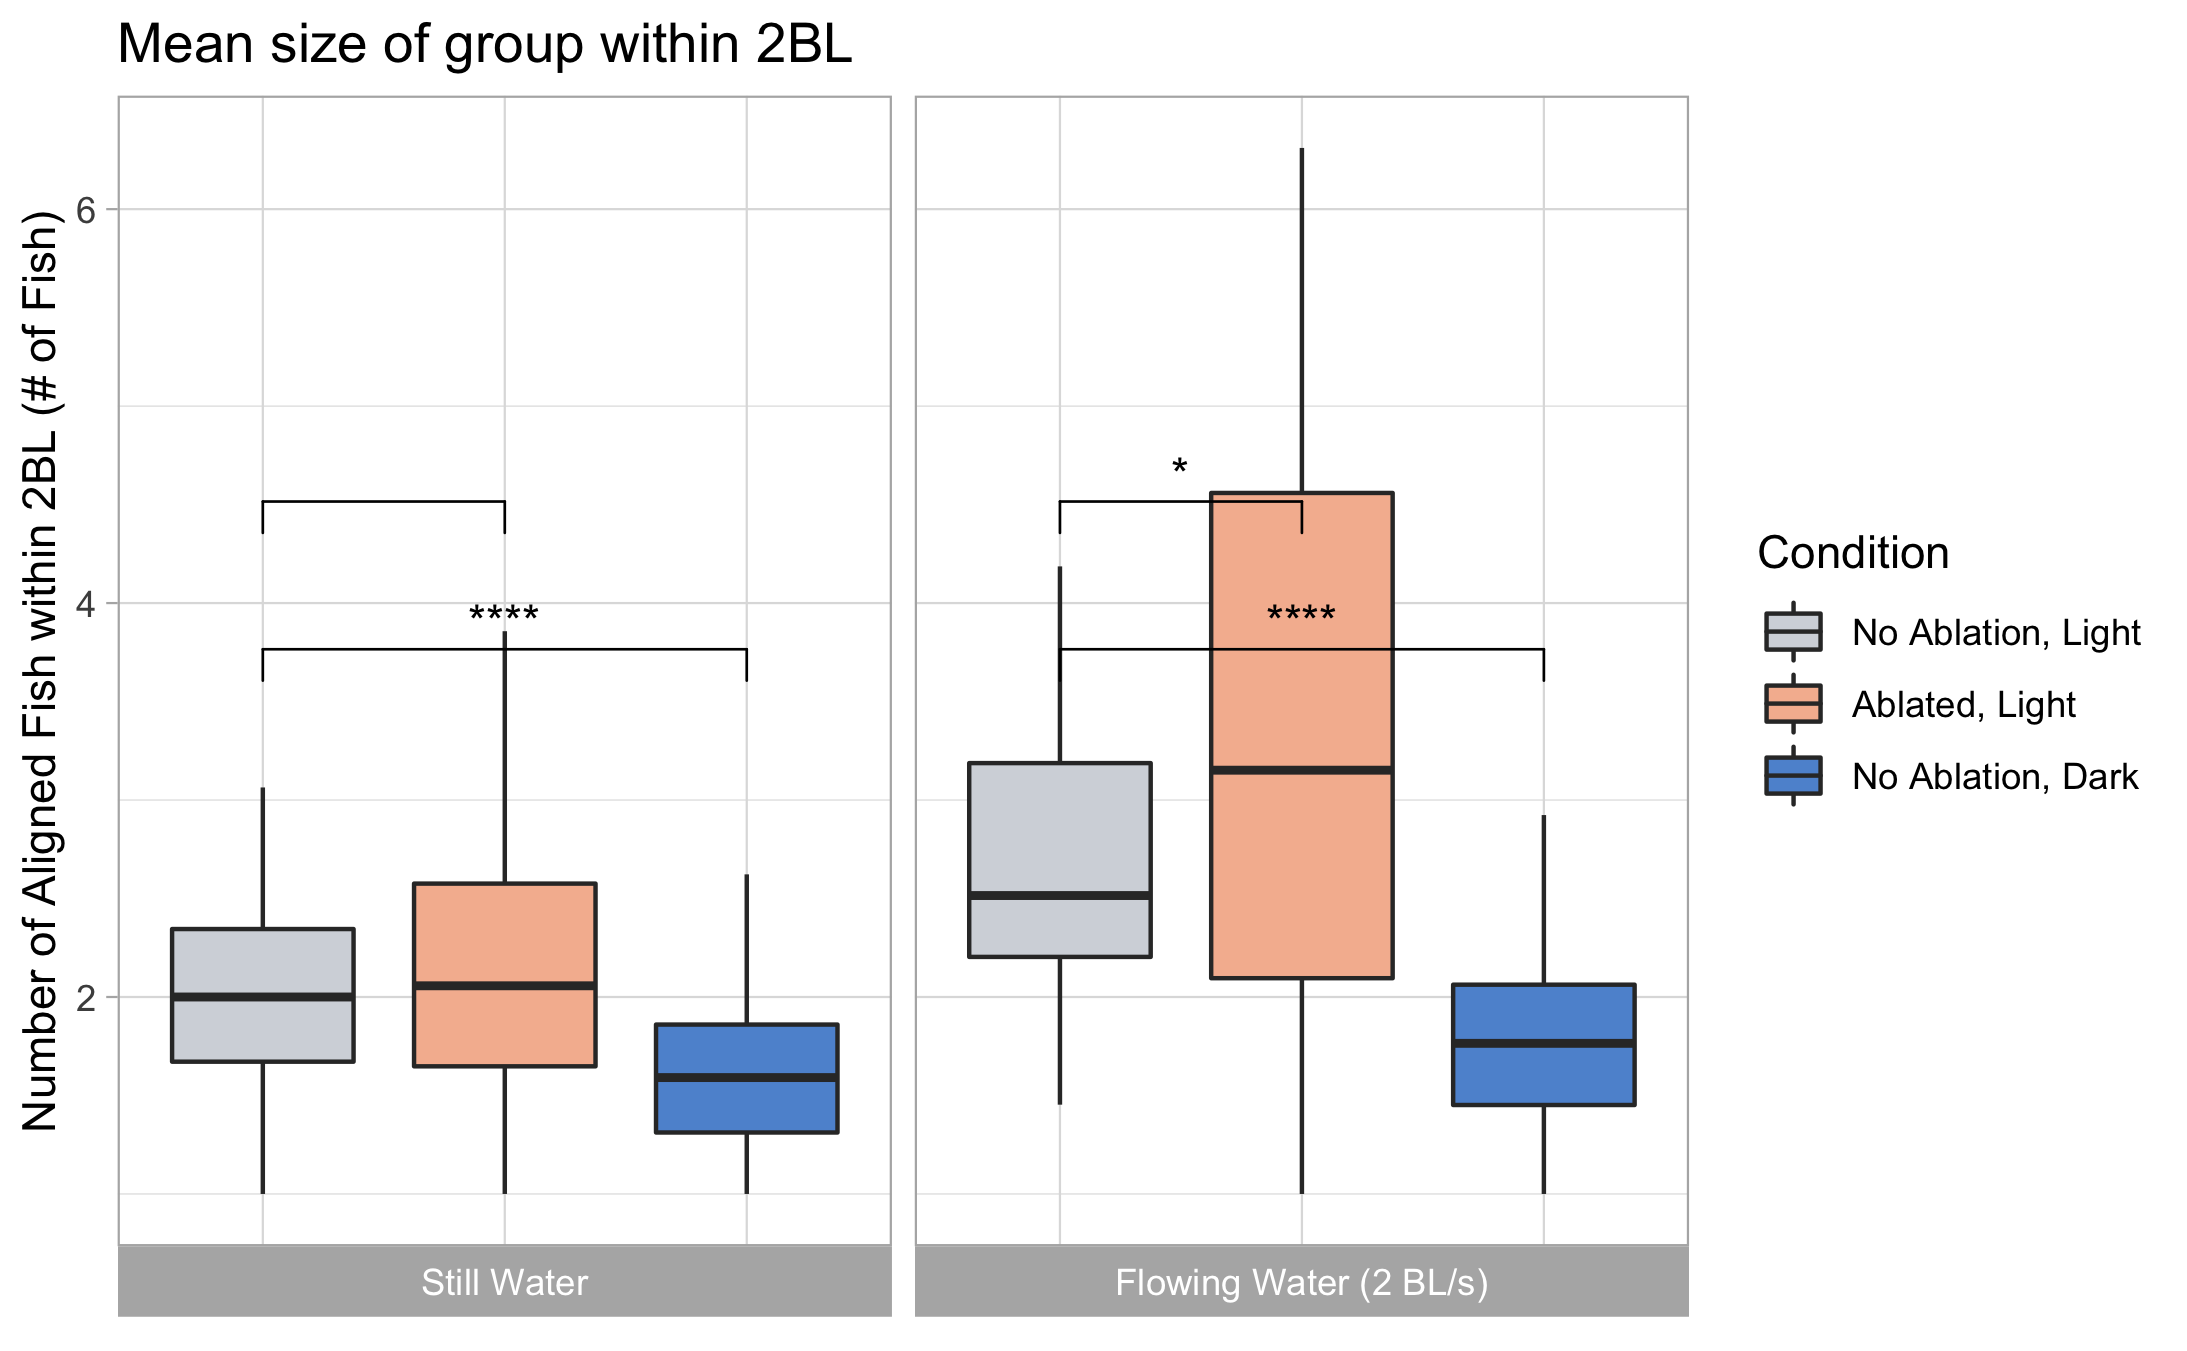 Mean size of group within 2BL
Number of Aligned Fish within 2BL (# of Fish)
6
4
2
****
*
****
Still Water
Flowing Water (2 BL/s)
Condition
No Ablation, Light
Ablated, Light
No Ablation, Dark